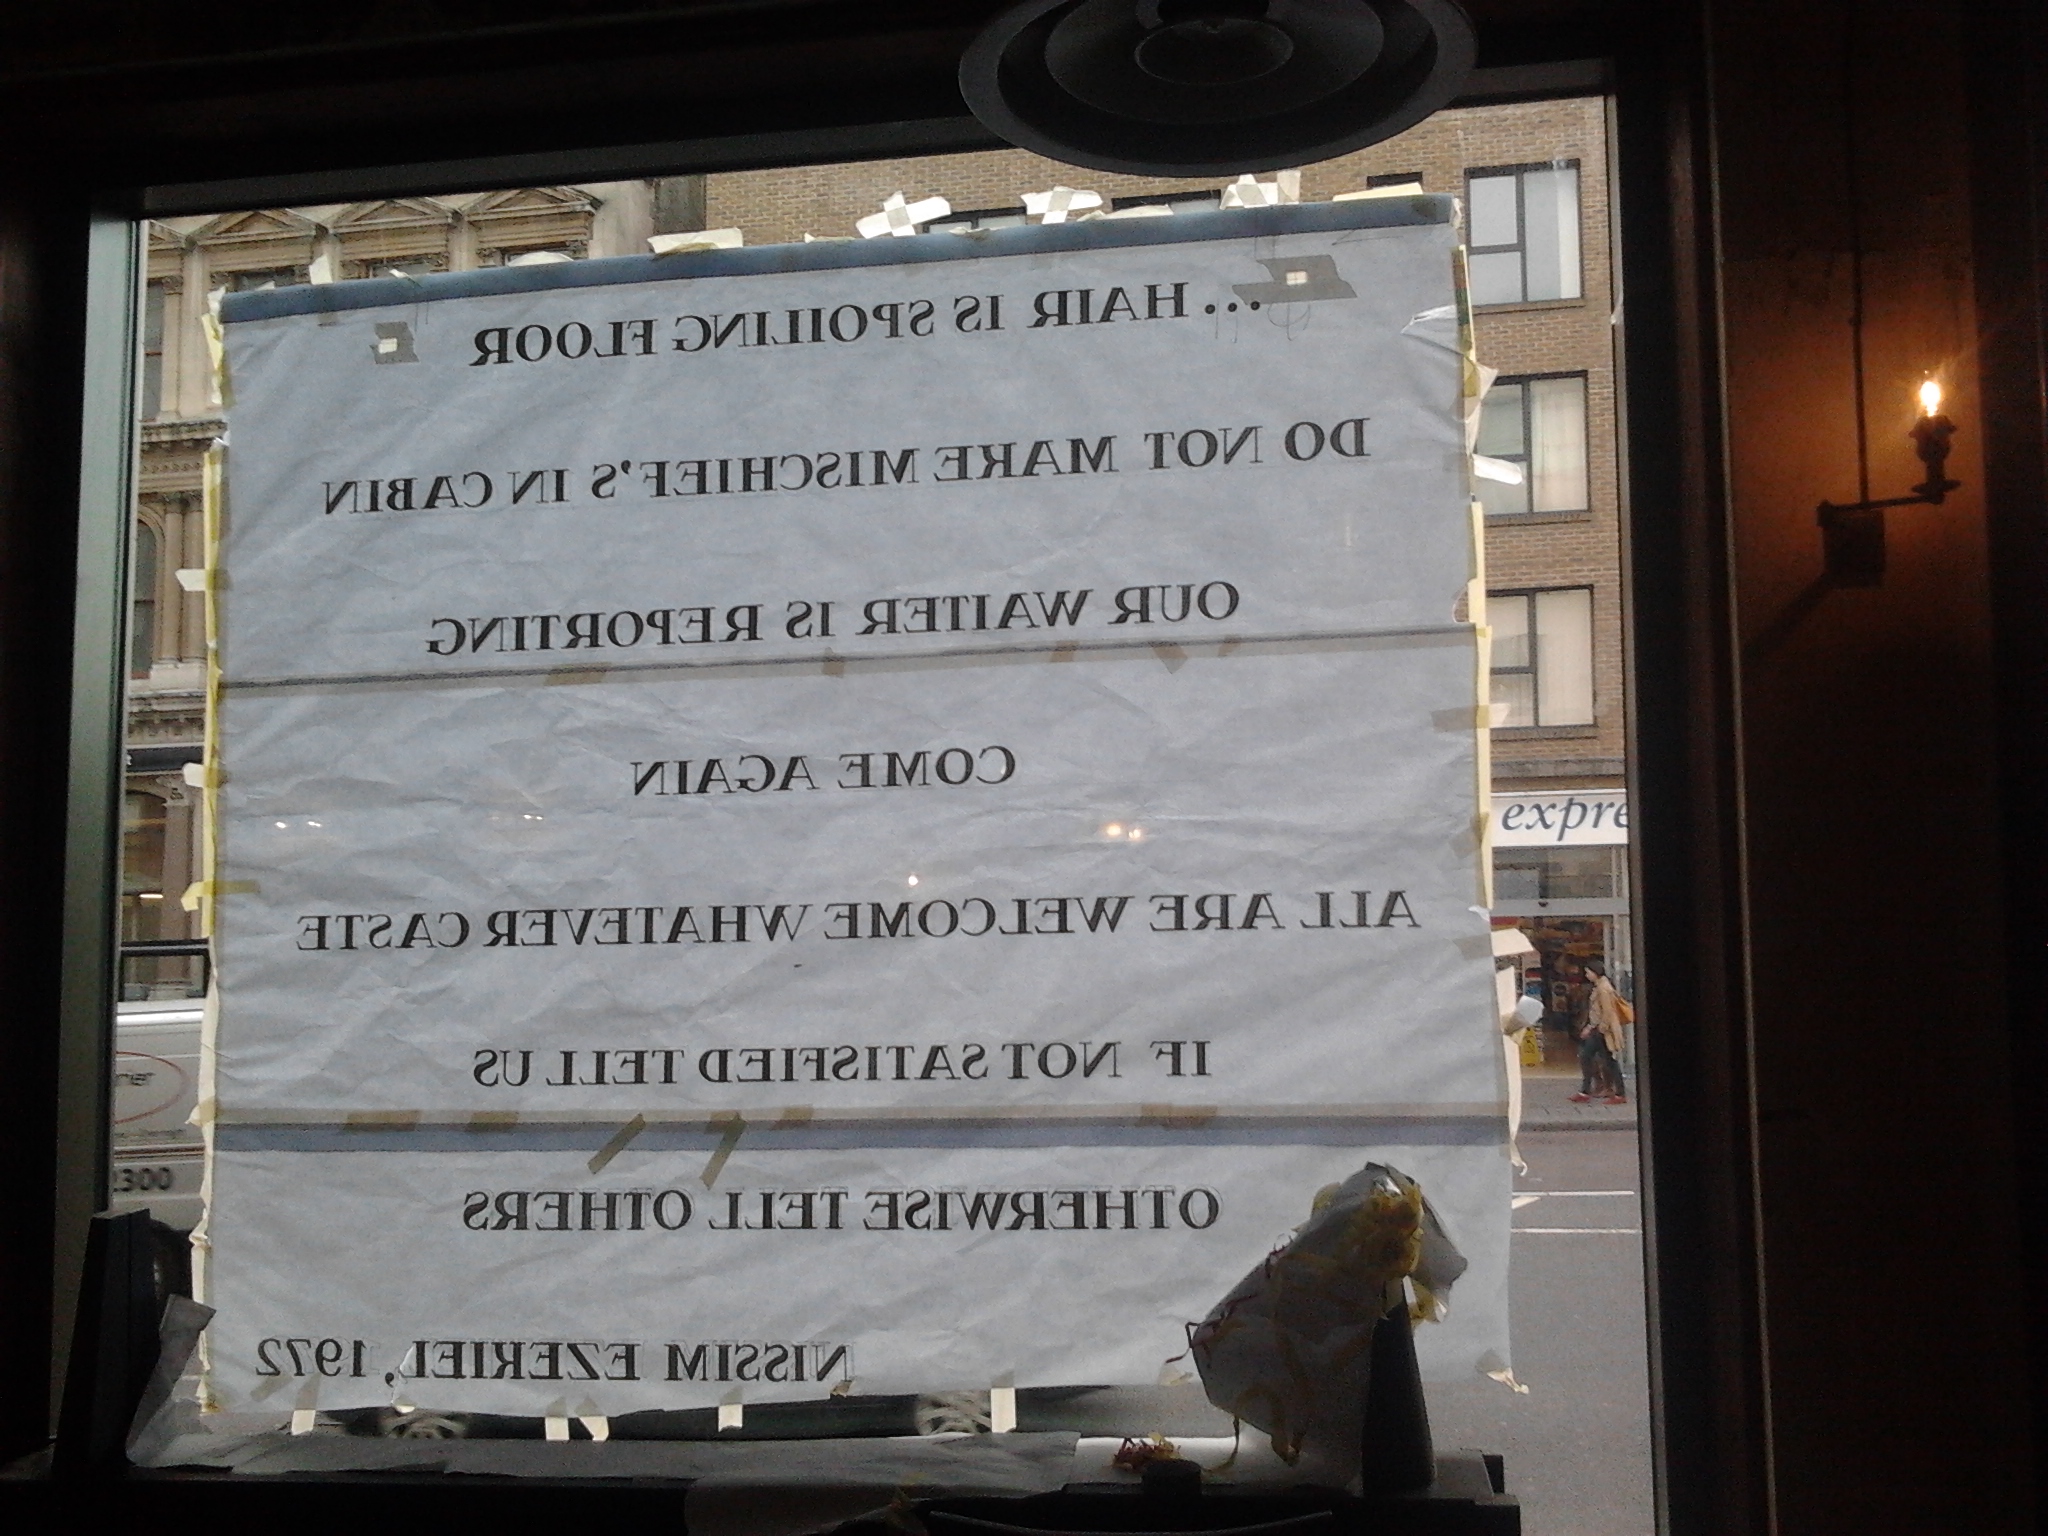 ... HAIR IS SPOILING FLOOR
DO NOT MAKE MISCHIEF'S IN CABIN
OUR WAITER IS REPORTING
COME AGAIN
ALL ARE WELCOME WHATEVER CASTE
IF NOT SATISFIED TELL US
OTHERWISE TELL OTHERS
NISSIM EZEKIEL, 1972
expre
300